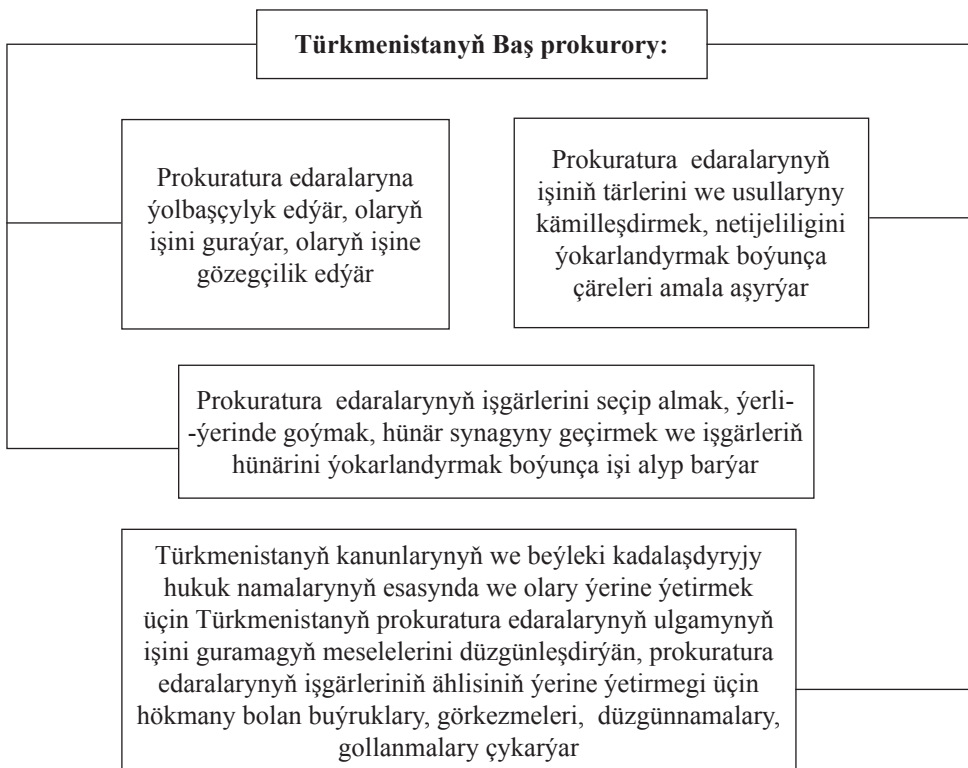 Türkmenistanyň Baş prokurory:
Prokuratura edaralaryna
ýolbaşçylyk edýär, olaryň
işini guraýar, olaryň işine
gözegçilik edýär
Prokuratura edaralarynyň
işiniň tärlerini we usullaryny
kämilleşdirmek, netijeliligini
ýokarlandyrmak boýunça
çäreleri amala aşyrýar
Prokuratura edaralarynyň işgärlerini seçip almak, ýerli-
-ýerinde goýmak, hünär synagyny geçirmek we işgärleriň
hünärini ýokarlandyrmak boýunça işi alyp barýar
Türkmenistanyň kanunlarynyň we beýleki kadalaşdyryjy
hukuk namalarynyň esasynda we olary ýerine ýetirmek
üçin Türkmenistanyň prokuratura edaralarynyň ulgamynyň
işini guramagyň meselelerini düzgünleşdirýän, prokuratura
edaralarynyň işgärleriniň ählisiniň ýerine ýetirmegi üçin
hökmany bolan buýruklary, görkezmeleri, düzgünnamalary,
gollanmalary çykarýar